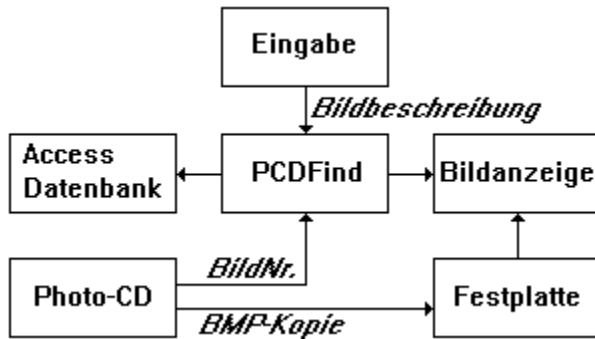 Eingabe
Bildbeschreibung
Access
Datenbank
PCDFind
Bildanzeige
BildNr.
Photo-CD
Festplatte
BMP-Kopie